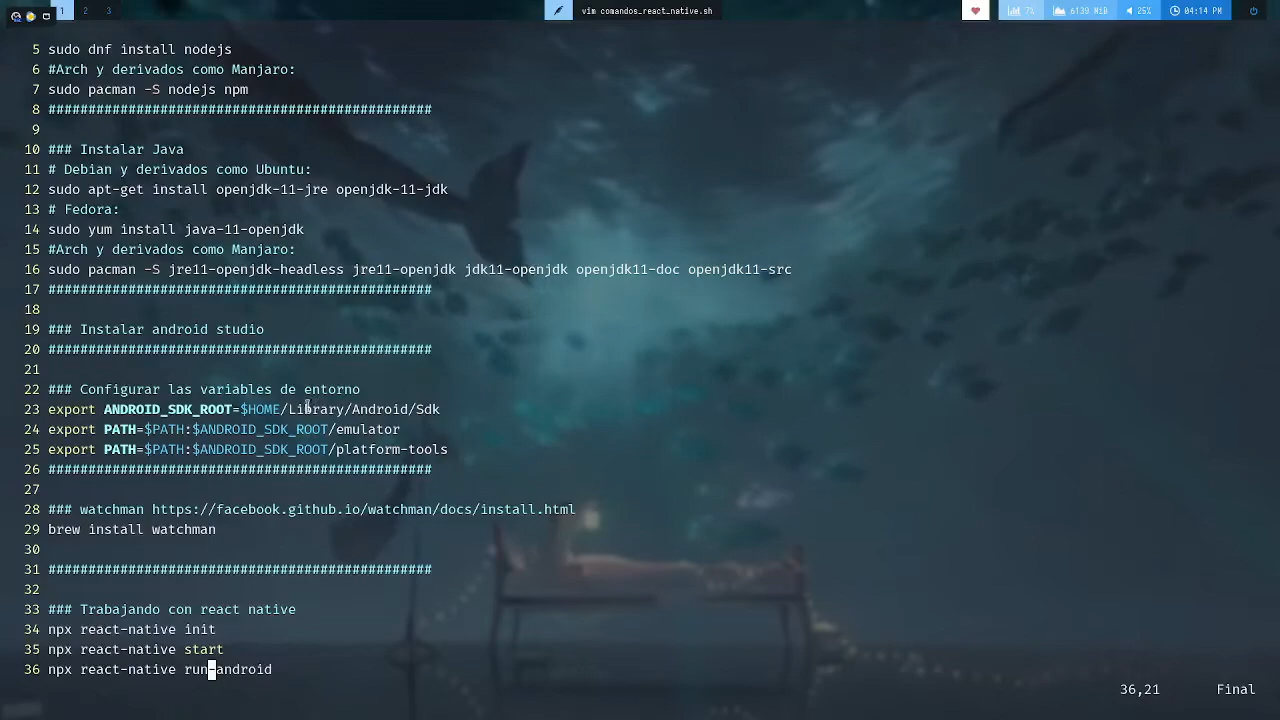 1 2 3 vim comandos_react_native.sh 7% 6139 MiB 25% 04:14 PM
5 sudo dnf install nodejs
6 #Arch y derivados como Manjaro:
7 sudo pacman -S nodejs npm
8 ################################################
9
10 ### Instalar Java
11 # Debian y derivados como Ubuntu:
12 sudo apt-get install openjdk-11-jre openjdk-11-jdk
13 # Fedora:
14 sudo yum install java-11-openjdk
15 #Arch y derivados como Manjaro:
16 sudo pacman -S jre11-openjdk-headless jre11-openjdk jdk11-openjdk openjdk11-doc openjdk11-src
17 ################################################
18
19 ### Instalar android studio
20 ################################################
21
22 ### Configurar las variables de entorno
23 export ANDROID_SDK_ROOT=$HOME/Library/Android/Sdk
24 export PATH=$PATH:$ANDROID_SDK_ROOT/emulator
25 export PATH=$PATH:$ANDROID_SDK_ROOT/platform-tools
26 ################################################
27
28 ### watchman https://facebook.github.io/watchman/docs/install.html
29 brew install watchman
30
31 ################################################
32
33 ### Trabajando con react native
34 npx react-native init
35 npx react-native start
36 npx react-native run-android
36,21 Final